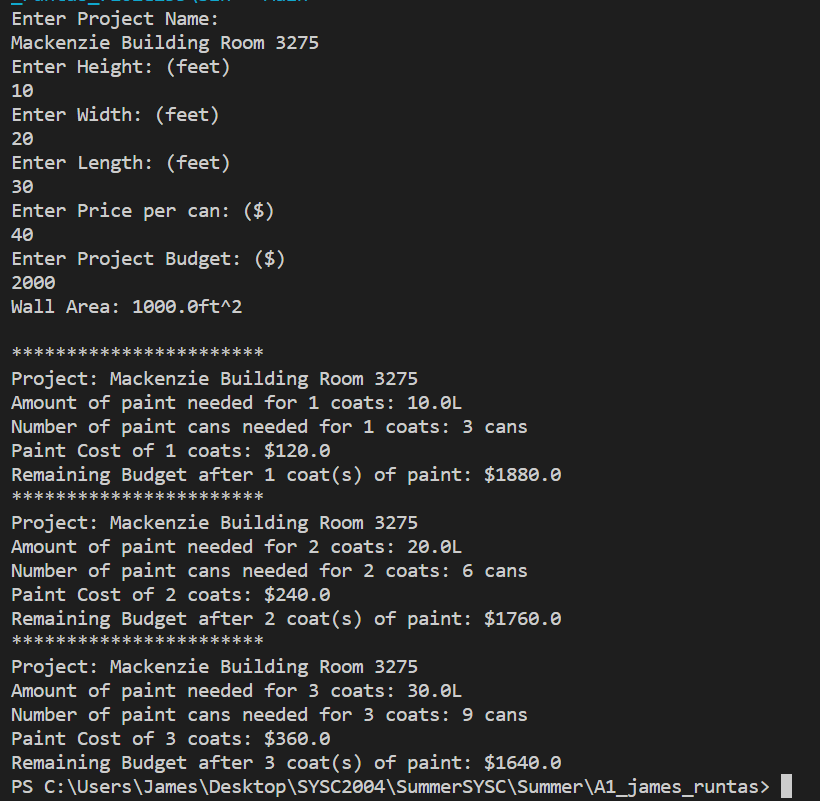 Enter Project Name:
Mackenzie Building Room 3275
Enter Height: (feet)
10
Enter Width: (feet)
20
Enter Length: (feet)
30
Enter Price per can: ($)
40
Enter Project Budget: ($)
2000
Wall Area: 1000.0ft^2
***********************
Project: Mackenzie Building Room 3275
Amount of paint needed for 1 coats: 10.0L
Number of paint cans needed for 1 coats: 3 cans
Paint Cost of 1 coats: $120.0
Remaining Budget after 1 coat(s) of paint: $1880.0
***********************
Project: Mackenzie Building Room 3275
Amount of paint needed for 2 coats: 20.0L
Number of paint cans needed for 2 coats: 6 cans
Paint Cost of 2 coats: $240.0
Remaining Budget after 2 coat(s) of paint: $1760.0
***********************
Project: Mackenzie Building Room 3275
Amount of paint needed for 3 coats: 30.0L
Number of paint cans needed for 3 coats: 9 cans
Paint Cost of 3 coats: $360.0
Remaining Budget after 3 coat(s) of paint: $1640.0
PS C:\Users\James\Desktop\SYSC2004\SummerSYSC\Summer\A1_james_runtas>